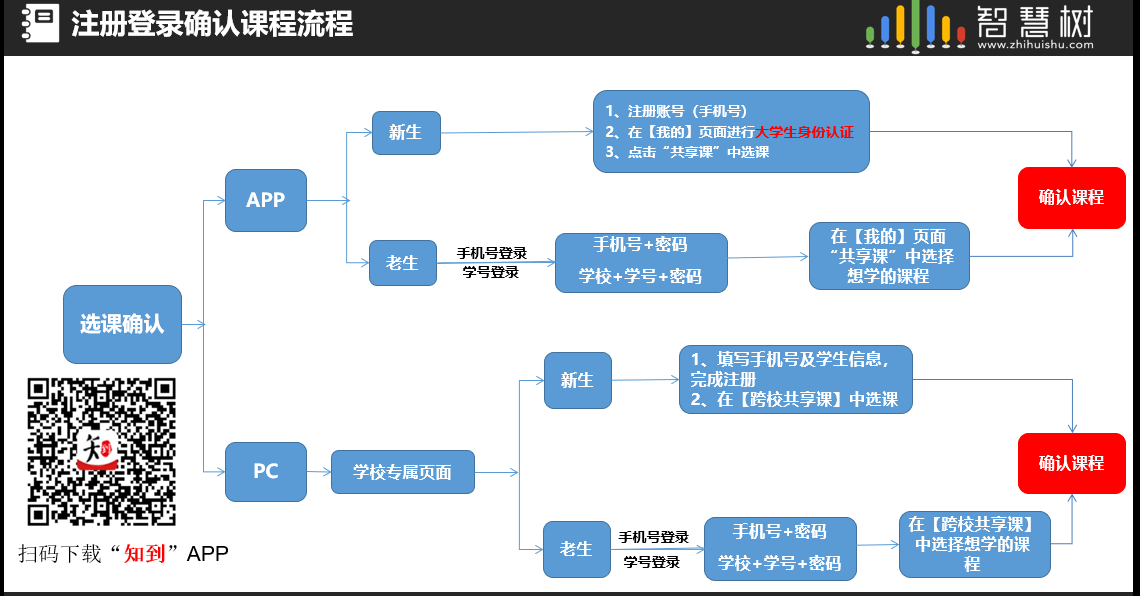 注册登录确认课程流程
智慧树
www.zhihuishu.com
新生
1、注册账号（手机号）
2、在【我的】页面进行大学生身份认证
3、点击“共享课”中选课
APP
确认课程
老生
手机号登录
学号登录
手机号+密码
学校+学号+密码
在【我的】页面
“共享课”中选择
想学的课程
选课确认
新生
1、填写手机号及学生信息，
完成注册
2、在【跨校共享课】中选课
PC
学校专属页面
确认课程
老生
手机号登录
学号登录
手机号+密码
学校+学号+密码
在【跨校共享课】
中选择想学的课
程
知到
扫码下载“知到”APP